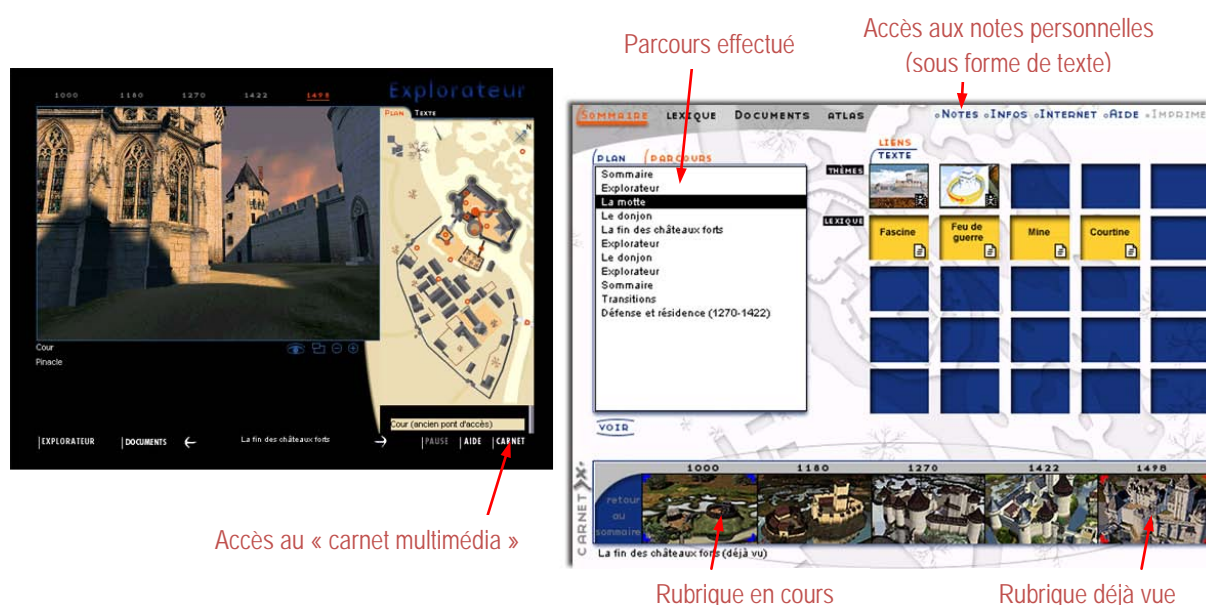 Parcours effectué
Accès aux notes personnelles
(sous forme de texte)
1000 1180 1270 1422 1498
Explorateur
PLAN TEXTE
N
Cour
Pinacle
Cour (ancien pont d'accès)
EXPLORATEUR DOCUMENTS La fin des châteaux forts PAUSE AIDE CARNET
Accès au « carnet multimédia »
SOMMAIRE LEXIQUE DOCUMENTS ATLAS NOTES INFOS INTERNET AIDE IMPRIME
PLAN PARCOURS
LIENS
TEXTE
Sommaire
Explorateur
La motte
Le donjon
La fin des châteaux forts
Explorateur
Le donjon
Explorateur
Sommaire
Transitions
Défense et résidence (1270-1422)
THÈMES
LEXIQUE
Fascine
Feu de
guerre
Mine
Courtine
VOIR
CARNET
1000 1180 1270 1422 1498
retour
au
sommaire
La fin des châteaux forts (déjà vu)
Rubrique en cours
Rubrique déjà vue